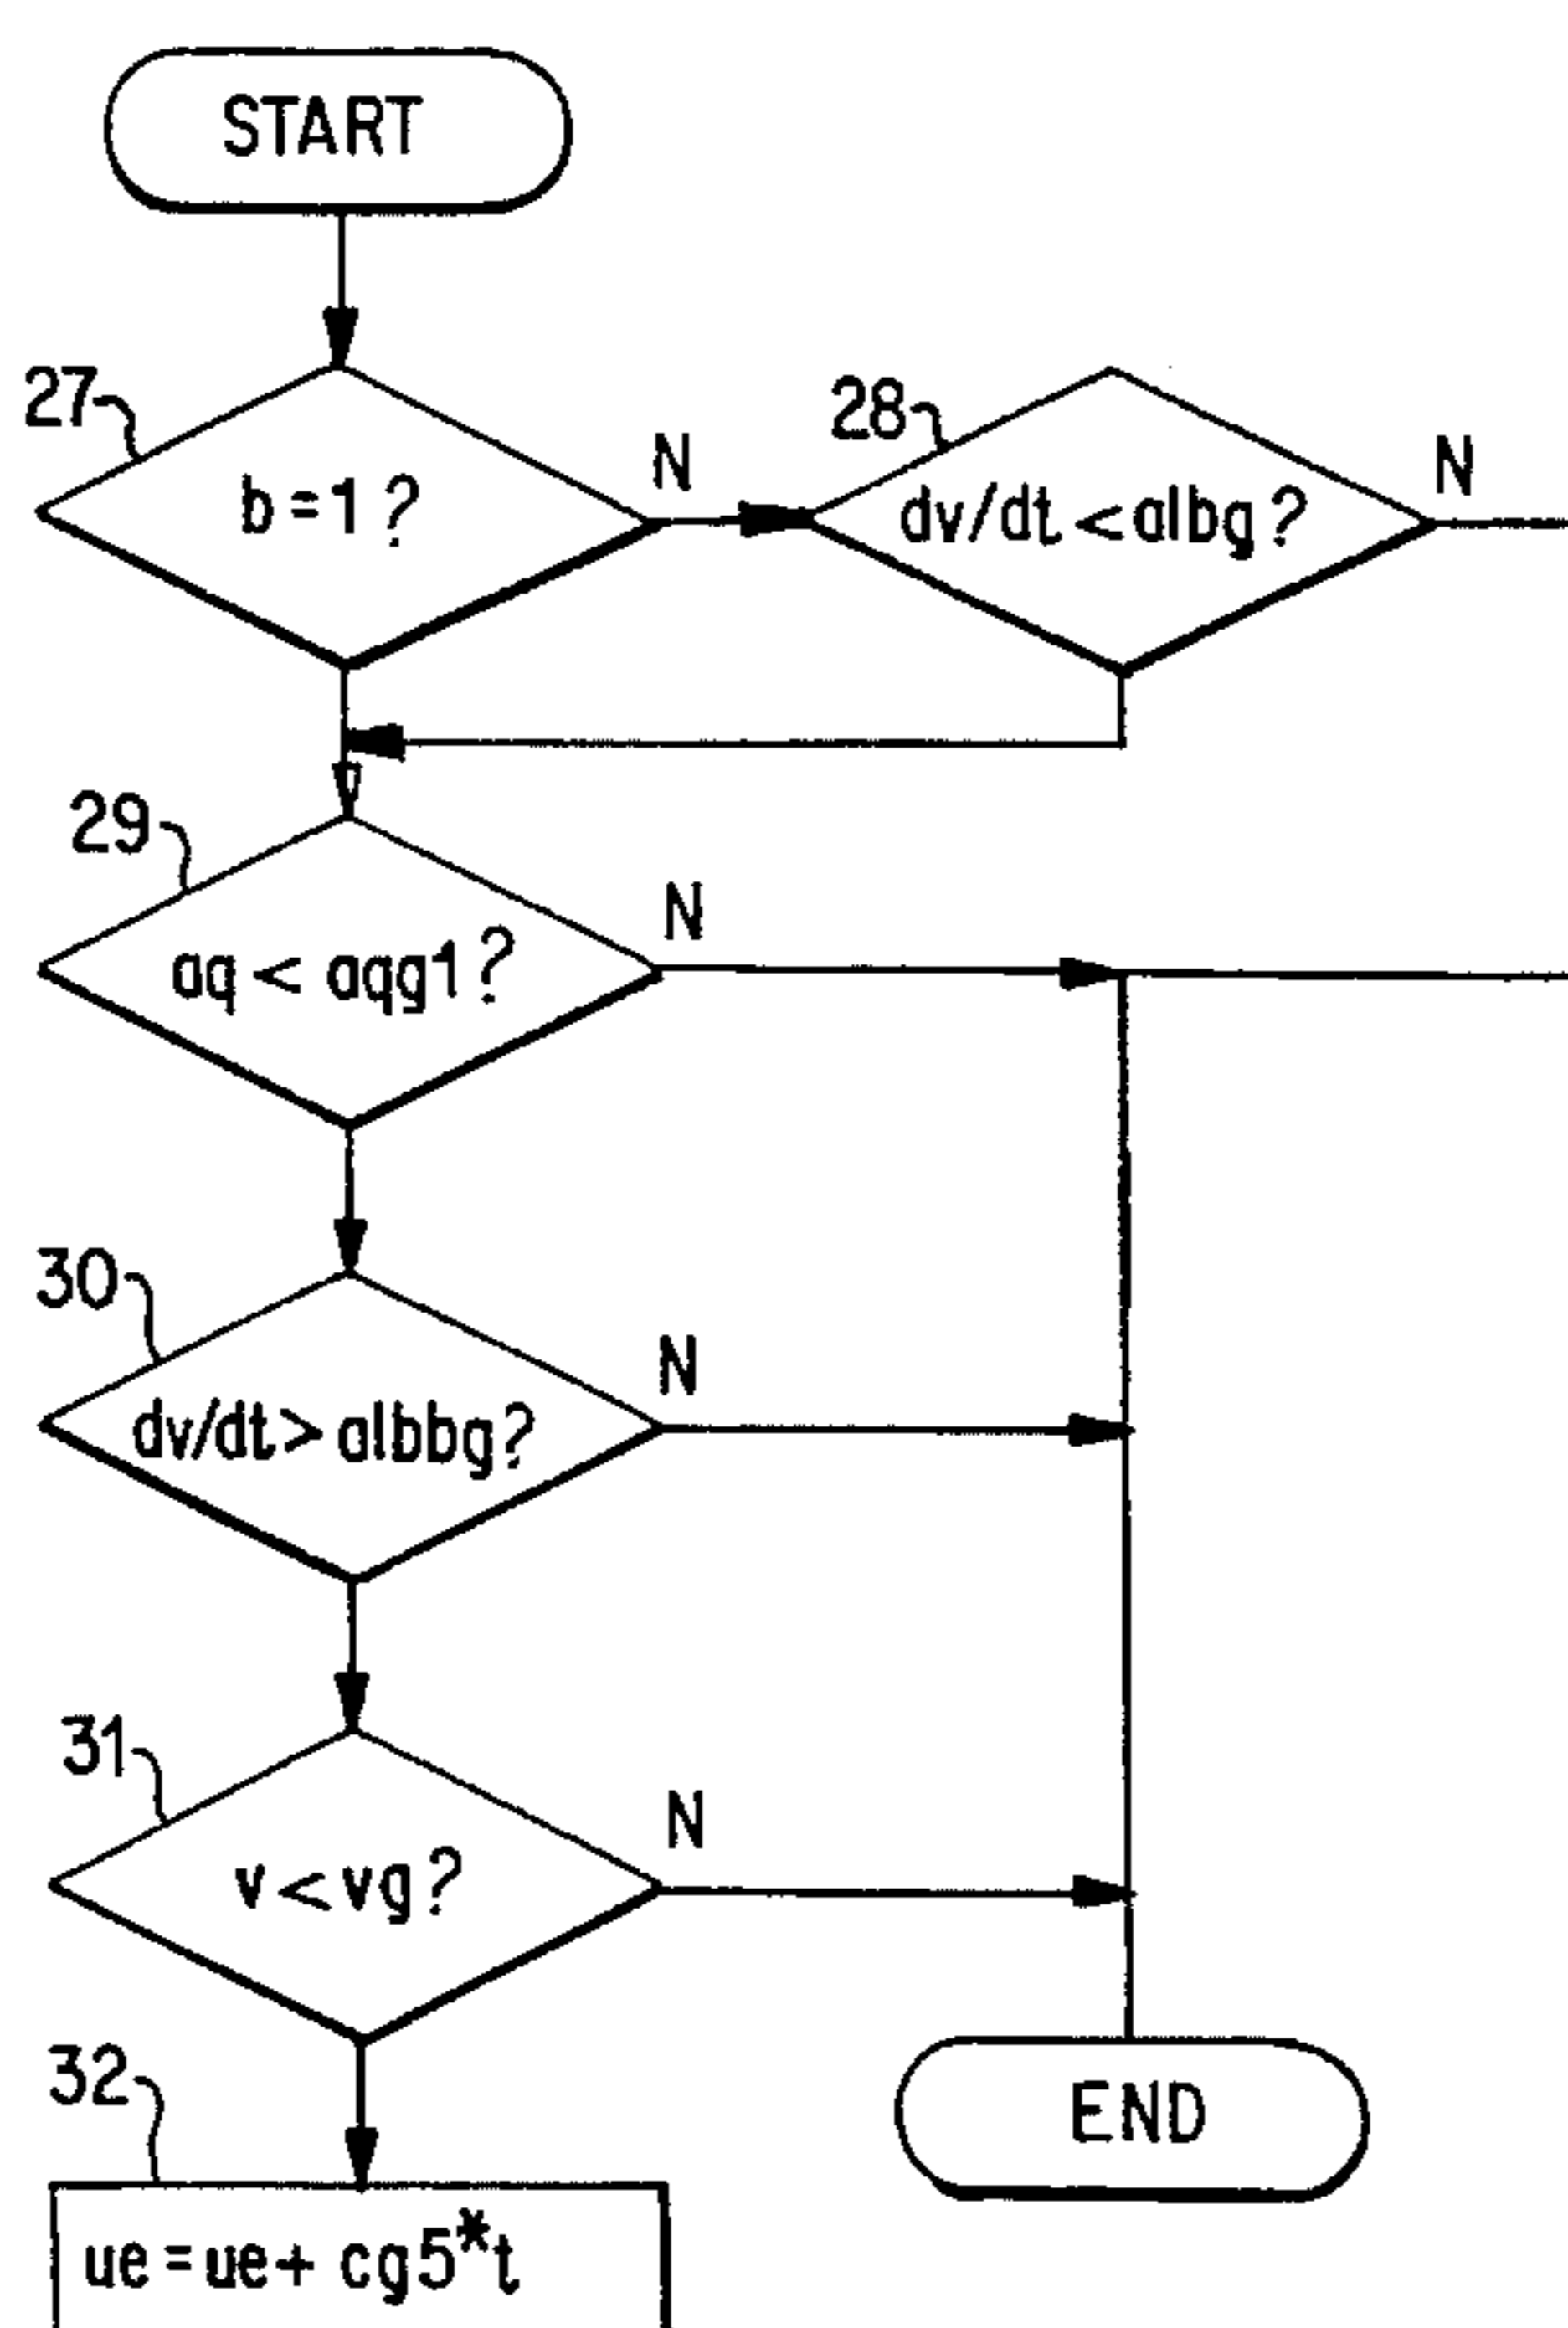 START
27
b=1?
N
28
dv/dt<albg?
N
29
aq<aqg1?
N
30
dv/dt>albbg?
N
31
v<vg?
N
32
ue=ue+cg5*t
END